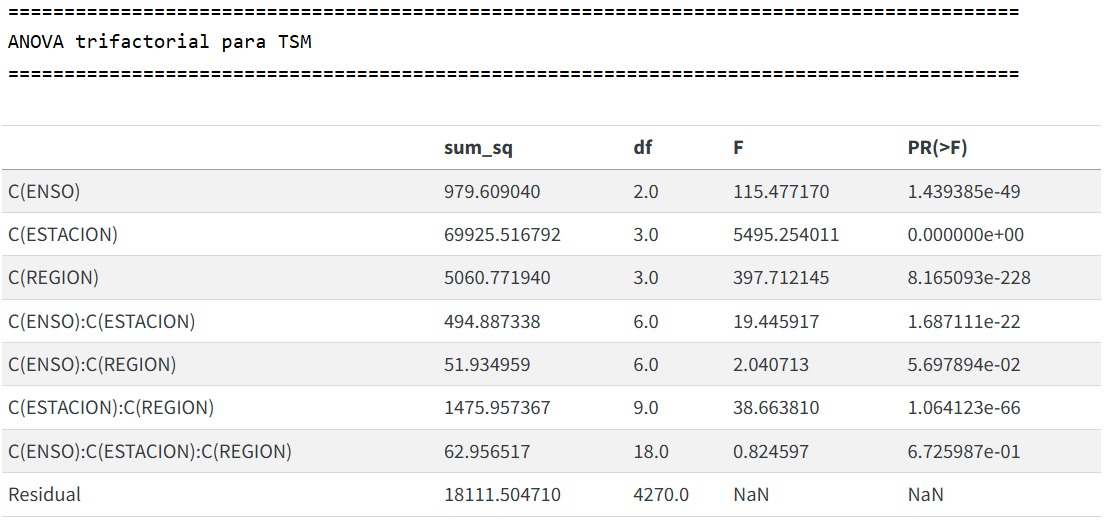 ==========================================================================================
ANOVA trifactorial para TSM
==========================================================================================
sum_sq df F PR(>F)
C(ENSO) 979.609040 2.0 115.477170 1.439385e-49
C(ESTACION) 69925.516792 3.0 5495.254011 0.000000e+00
C(REGION) 5060.771940 3.0 397.712145 8.165093e-228
C(ENSO):C(ESTACION) 494.887338 6.0 19.445917 1.687111e-22
C(ENSO):C(REGION) 51.934959 6.0 2.040713 5.697894e-02
C(ESTACION):C(REGION) 1475.957367 9.0 38.663810 1.064123e-66
C(ENSO):C(ESTACION):C(REGION) 62.956517 18.0 0.824597 6.725987e-01
Residual 18111.504710 4270.0 NaN NaN